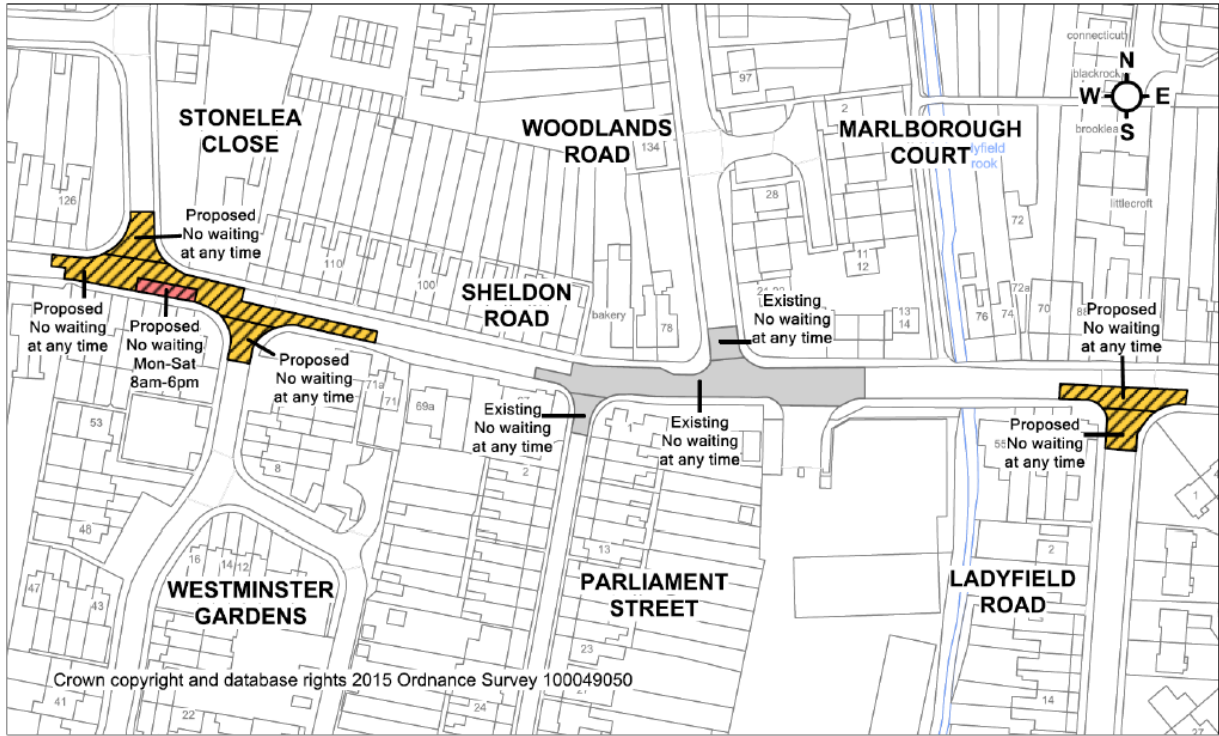 connecticut
N
blackrock
W
E
S
brooklea
97
2
STONELEA
CLOSE
WOODLANDS
ROAD
134
MARLBOROUGH
COURT
lyfield
rook
126
28
littlecroft
72
Proposed
No waiting
at any time
110
100
11
12
SHELDON
ROAD
72a
Proposed
No waiting
at any time
Proposed
No waiting
Mon-Sat
8am-6pm
bakery
78
Existing
No waiting
at any time
13
14
76
74
70
Proposed
No waiting
at any time
Proposed
No waiting
at any time
71a
71
69a
53
8
2
Existing
No waiting
at any time
1
Existing
No waiting
at any time
Proposed
No waiting
at any time
1
48
16
14
12
13
2
47
43
WESTMINSTER
GARDENS
PARLIAMENT
STREET
LADYFIELD
ROAD
23
Crown copyright and database rights 2015 Ordnance Survey 100049050
41
22
24
14
27